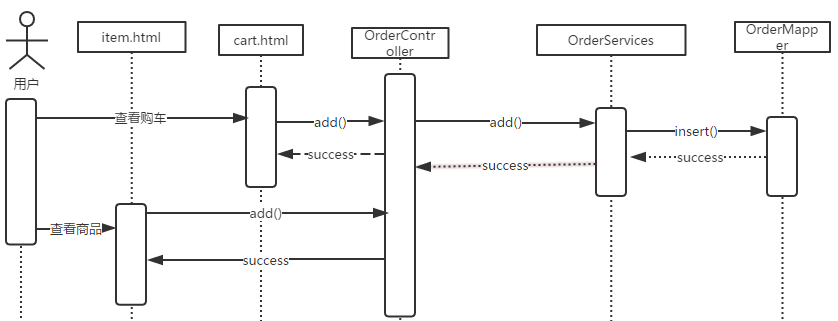 item.html
cart.html
OrderContr
oller
OrderServices
OrderMapp
er
用户
查看购车
add()
add()
insert()
success
success
success
查看商品
add()
success